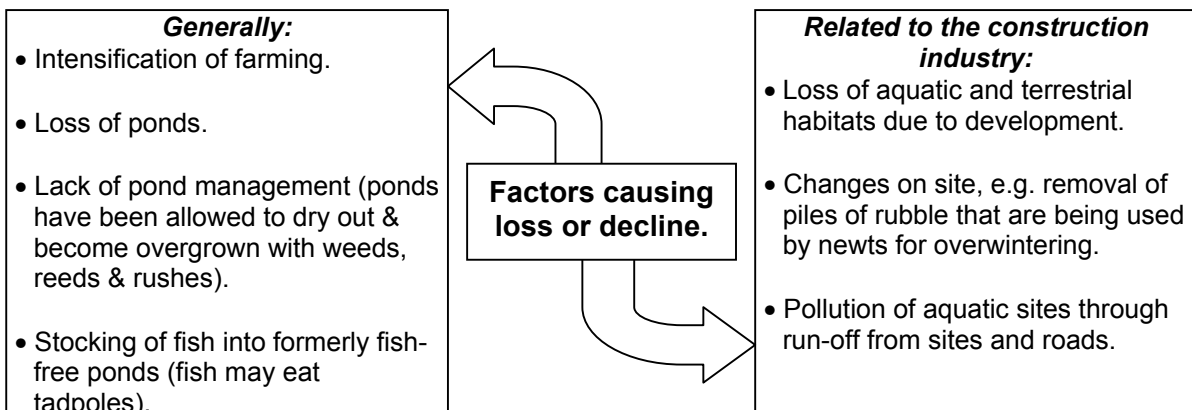 Generally:
• Intensification of farming.
• Loss of ponds.
• Lack of pond management (ponds
have been allowed to dry out &
become overgrown with weeds,
reeds & rushes).
• Stocking of fish into formerly fish-
free ponds (fish may eat
tadpoles).
Factors causing
loss or decline.
Related to the construction
industry:
• Loss of aquatic and terrestrial
habitats due to development.
• Changes on site, e.g. removal of
piles of rubble that are being used
by newts for overwintering.
• Pollution of aquatic sites through
run-off from sites and roads.